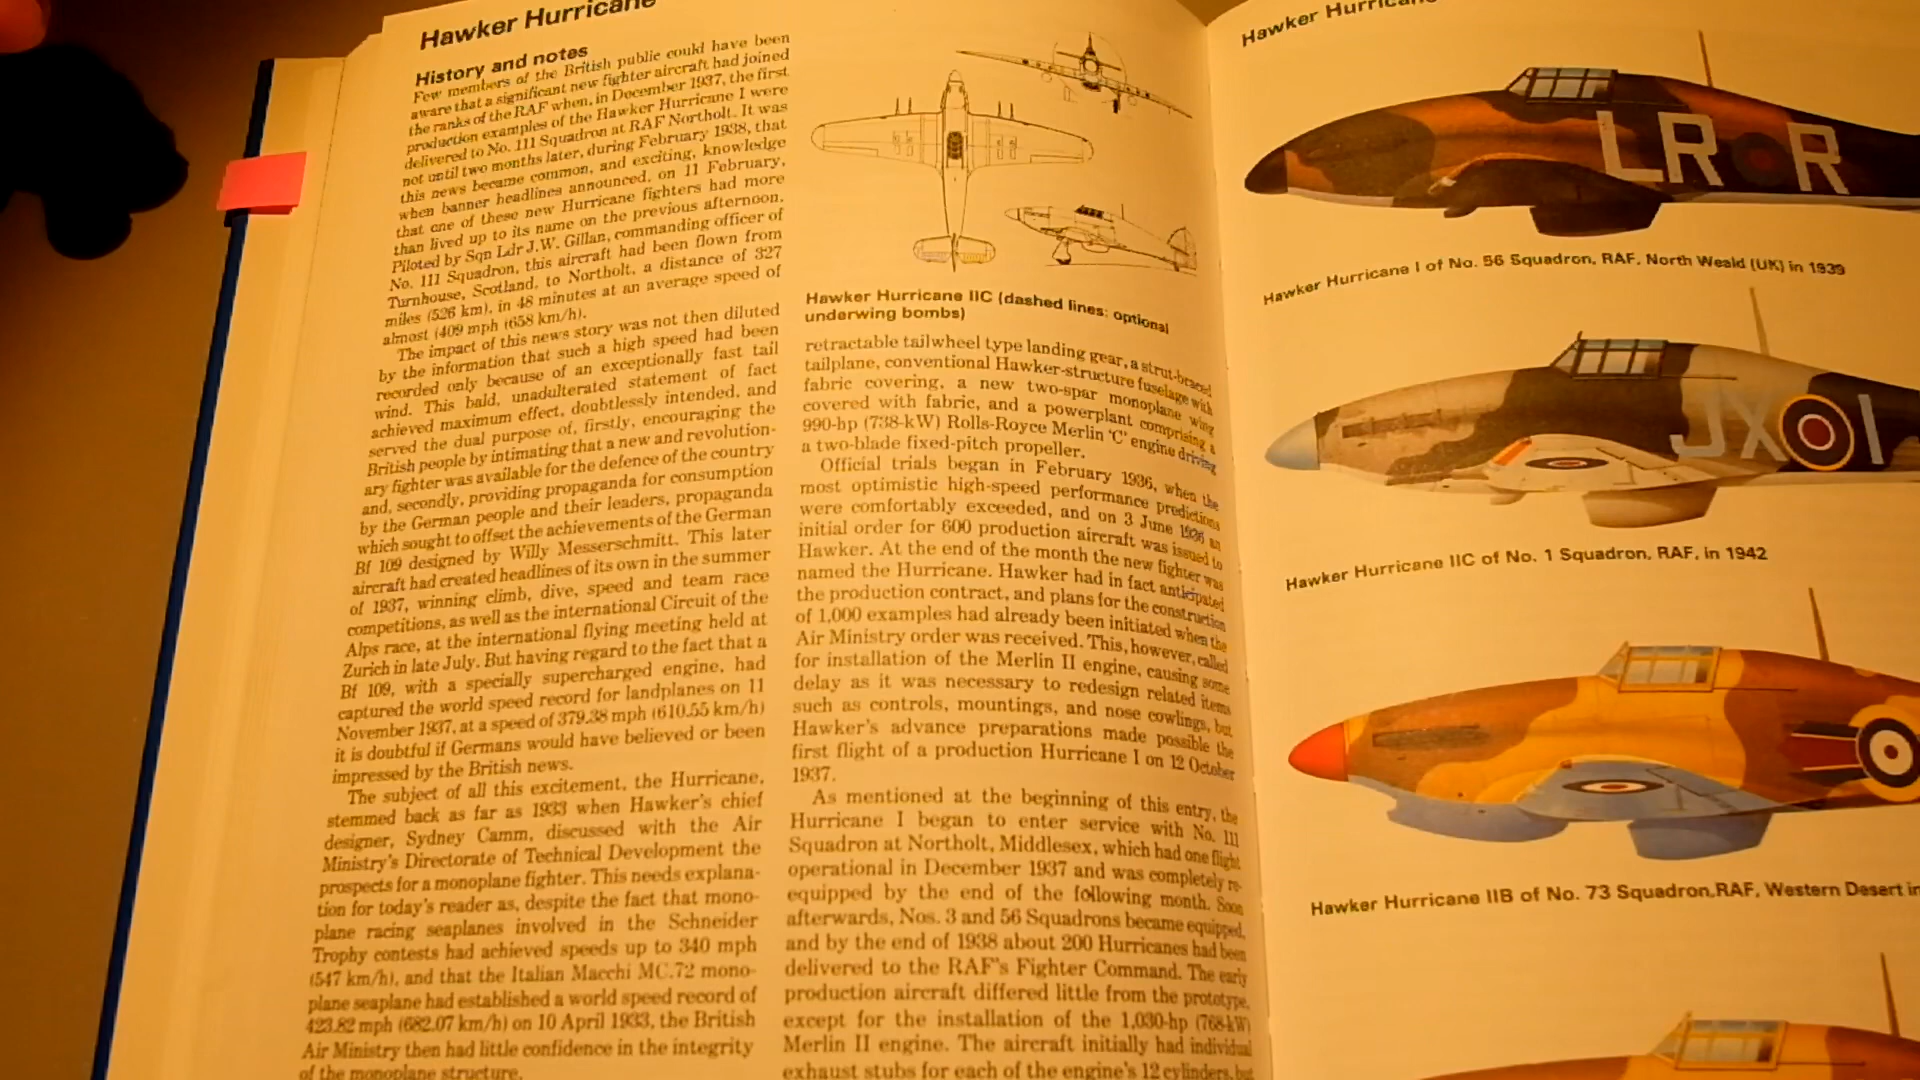 Hawker Hurricane
History and notes
Few members of the British public could have been
aware that a significant new fighter aircraft had joined
the ranks of the RAF when, in December 1937, the first
production examples of the Hawker Hurricane I were
delivered to No. 111 Squadron at RAF Northolt. It was
not until two months later, during February 1938, that
this news became common, and exciting, knowledge
when banner headlines announced, on 11 February,
that one of these new Hurricane fighters had more
than lived up to its name on the previous afternoon.
Piloted by Sqn Ldr J.W. Gillan, commanding officer of
No. 111 Squadron, this aircraft had been flown from
Turnhouse, Scotland, to Northolt, a distance of 327
miles (526 km), in 48 minutes at an average speed of
almost (409 mph (658 km/h).
The impact of this news story was not then diluted
by the information that such a high speed had been
recorded only because of an exceptionally fast tail
wind. This bald, unadulterated statement of fact
achieved maximum effect, doubtlessly intended, and
served the dual purpose of, firstly, encouraging the
British people by intimating that a new and revolution-
ary fighter was available for the defence of the country
and, secondly, providing propaganda for consumption
by the German people and their leaders, propaganda
which sought to offset the achievements of the German
Bf 109 designed by Willy Messerschmitt. This later
aircraft had created headlines of its own in the summer
of 1937, winning climb, dive, speed and team race
competitions, as well as the international Circuit of the
Alps race, at the international flying meeting held at
Zurich in late July. But having regard to the fact that a
Bf 109, with a specially supercharged engine, had
captured the world speed record for landplanes on 11
November 1937, at a speed of 379.38 mph (610.55 km/h)
it is doubtful if Germans would have believed or been
impressed by the British news.
The subject of all this excitement, the Hurricane,
stemmed back as far as 1933 when Hawker's chief
designer, Sydney Camm, discussed with the Air
Ministry's Directorate of Technical Development the
prospects for a monoplane fighter. This needs explana-
tion for today's reader as, despite the fact that mono-
plane racing seaplanes involved in the Schneider
Trophy contests had achieved speeds up to 340 mph
(547 km/h), and that the Italian Macchi MC.72 mono-
plane seaplane had established a world speed record of
423.82 mph (682.07 km/h) on 10 April 1933, the British
Air Ministry then had little confidence in the integrity
of the monoplane structure.
Hawker Hurricane IIC (dashed lines: optional
underwing bombs)
retractable tailwheel type landing gear, a strut-braced
tailplane, conventional Hawker-structure fuselage with
fabric covering, a new two-spar monoplane wing
covered with fabric, and a powerplant comprising a
990-hp (738-kW) Rolls-Royce Merlin 'C' engine driving
a two-blade fixed-pitch propeller.
Official trials began in February 1936, when the
most optimistic high-speed performance predictions
were comfortably exceeded, and on 3 June 1936 an
initial order for 600 production aircraft was issued to
Hawker. At the end of the month the new fighter was
named the Hurricane. Hawker had in fact anticipated
the production contract, and plans for the construction
of 1,000 examples had already been initiated when the
Air Ministry order was received. This, however, called
for installation of the Merlin II engine, causing some
delay as it was necessary to redesign related items
such as controls, mountings, and nose cowlings, but
Hawker's advance preparations made possible the
first flight of a production Hurricane I on 12 October
1937.
As mentioned at the beginning of this entry, the
Hurricane I began to enter service with No. 111
Squadron at Northolt, Middlesex, which had one flight
operational in December 1937 and was completely re-
equipped by the end of the following month. Soon
afterwards, Nos. 3 and 56 Squadrons became equipped,
and by the end of 1938 about 200 Hurricanes had been
delivered to the RAF's Fighter Command. The early
production aircraft differed little from the prototype,
except for the installation of the 1,030-hp (768-kW)
Merlin II engine. The aircraft initially had individual
exhaust stubs for each of the engine's 12 cylinders, but
Hawker Hurricane
LR R
Hawker Hurricane I of No. 56 Squadron, RAF, North Weald (UK) in 1939
JX I
Hawker Hurricane IIC of No. 1 Squadron, RAF, in 1942
Hawker Hurricane IIB of No. 73 Squadron, RAF, Western Desert in